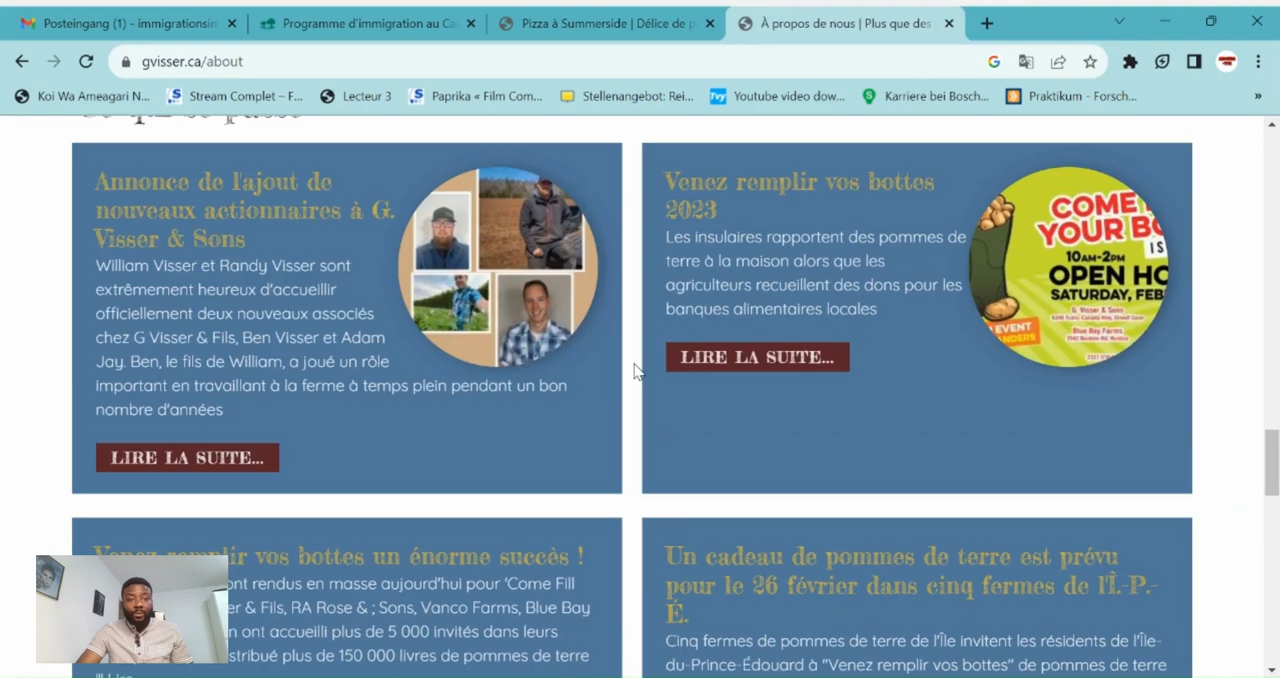 Posteingang (1) - immigrationsin
Programme d'immigration au Ca
Pizza à Summerside | Délice de p
À propos de nous | Plus que des
gvisser.ca/about
Koi Wa Ameagari N...
Stream Complet – F...
Lecteur 3
Paprika « Film Com...
Stellenangebot: Rei...
Youtube video dow...
Karriere bei Bosch...
Praktikum - Forsch...
»
Annonce de l'ajout de
nouveaux actionnaires à G.
Visser & Sons
William Visser et Randy Visser sont
extrêmement heureux d'accueillir
officiellement deux nouveaux associés
chez G Visser & Fils, Ben Visser et Adam
Jay. Ben, le fils de William, a joué un rôle
important en travaillant à la ferme à temps plein pendant un bon
nombre d'années
LIRE LA SUITE...
Venez remplir vos bottes
2023
Les insulaires rapportent des pommes de
terre à la maison alors que les
agriculteurs recueillent des dons pour les
banques alimentaires locales
LIRE LA SUITE...
COME
YOUR BO
IS
10AM-2PM
OPEN HO
SATURDAY, FEB
G. Visser & Sons
Blue Bay Farms,
EVENT
Venez remplir vos bottes un énorme succès !
ont rendus en masse aujourd'hui pour 'Come Fill
er & Fils, RA Rose & ; Sons, Vanco Farms, Blue Bay
n ont accueilli plus de 5 000 invités dans leurs
stribué plus de 150 000 livres de pommes de terre
Un cadeau de pommes de terre est prévu
pour le 26 février dans cinq fermes de l'Î.-P.-
É.
Cinq fermes de pommes de terre de l'Île invitent les résidents de l'Île-
du-Prince-Édouard à "Venez remplir vos bottes" de pommes de terre